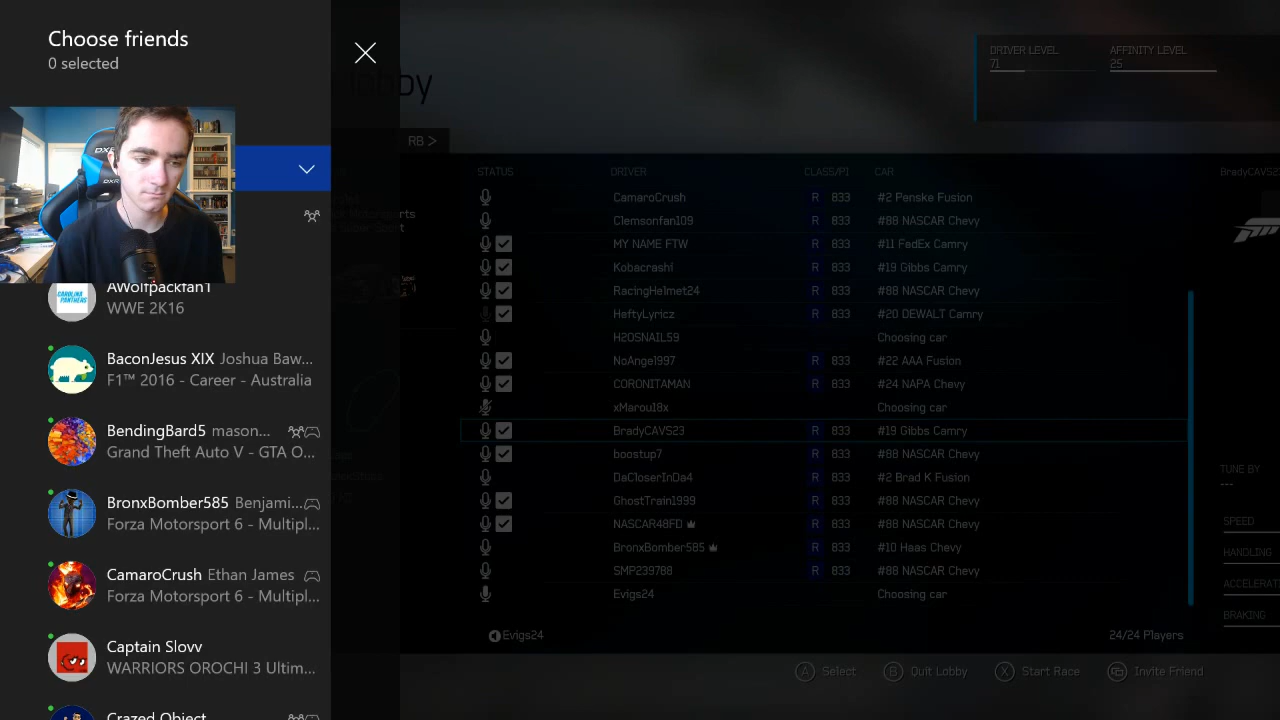 Choose friends
0 selected
AWolfpackfan1
WWE 2K16
BaconJesus XIX Joshua Baw...
F1™ 2016 - Career - Australia
BendingBard5 mason...
Grand Theft Auto V - GTA O...
BronxBomber585 Benjami...
Forza Motorsport 6 - Multipl...
CamaroCrush Ethan James
Forza Motorsport 6 - Multipl...
Captain Slovv
WARRIORS OROCHI 3 Ultim...
Crazed Object
lobby
RB >
DRIVER LEVEL
71
AFFINITY LEVEL
25
STATUS DRIVER CLASS/PI CAR
CamaroCrush R 833 #2 Penske Fusion
Clemsonfan109 R 833 #88 NASCAR Chevy
MY NAME FTW R 833 #11 FedEx Camry
Kobacrashi R 833 #19 Gibbs Camry
RacingHelmet24 R 833 #88 NASCAR Chevy
HeftyLyricz R 833 #20 DEWALT Camry
H2OSNAIL59 Choosing car
NoAngel997 R 833 #22 AAA Fusion
CORONITAMAN R 833 #24 NAPA Chevy
xMarou18x Choosing car
BradyCAVS23 R 833 #19 Gibbs Camry
boostup7 R 833 #88 NASCAR Chevy
DaCloserInDa4 R 833 #2 Brad K Fusion
GhostTrain1999 R 833 #88 NASCAR Chevy
NASCAR48FD R 833 #88 NASCAR Chevy
BronxBomber585 R 833 #10 Haas Chevy
SMP239788 R 833 #88 NASCAR Chevy
Evigs24 Choosing car
Evigs24
24/24 Players
A Select
B Quit Lobby
X Start Race
Invite Friend
BradyCAVS2
TUNE BY
---
SPEED
HANDLING
ACCELERAT
BRAKING